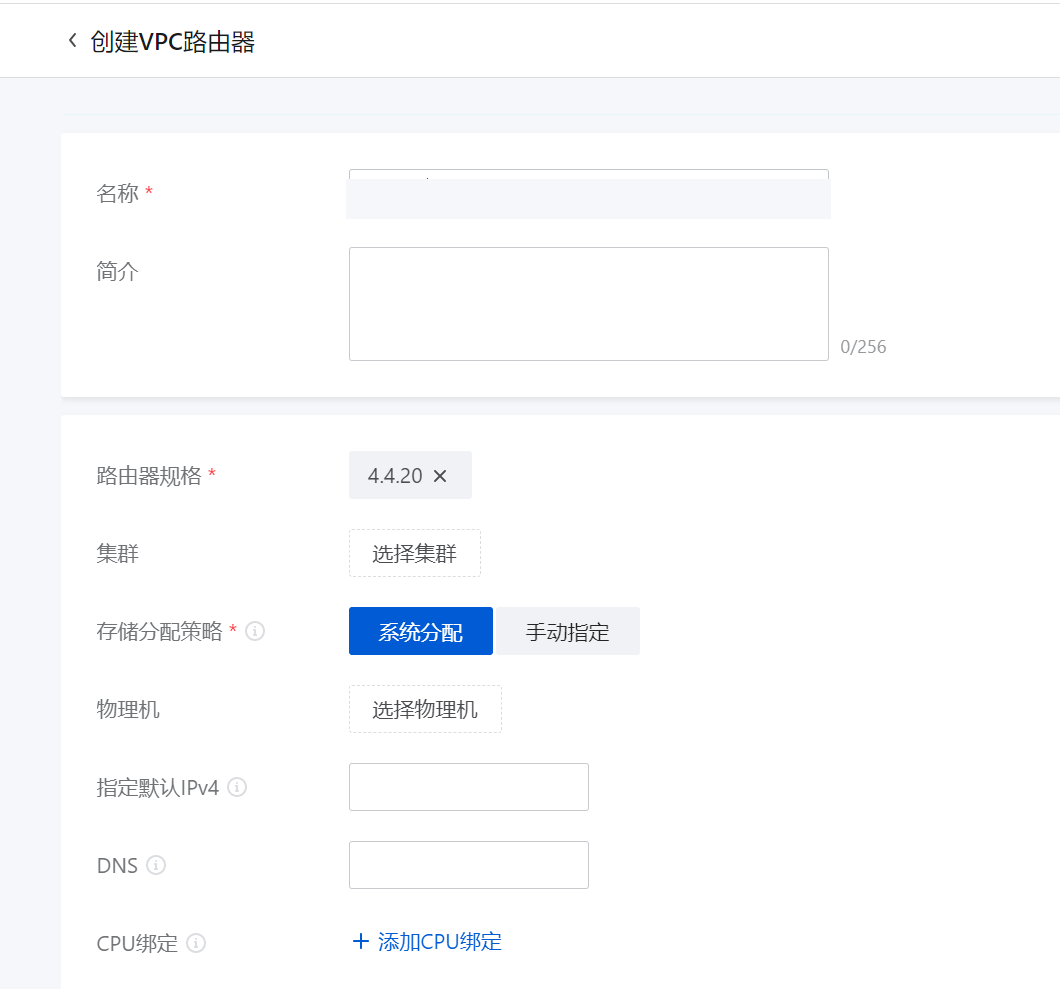 创建VPC路由器
名称 *
简介
0/256
路由器规格 * 4.4.20
集群 选择集群
存储分配策略 * 系统分配 手动指定
物理机 选择物理机
指定默认IPv4
DNS
CPU绑定 + 添加CPU绑定